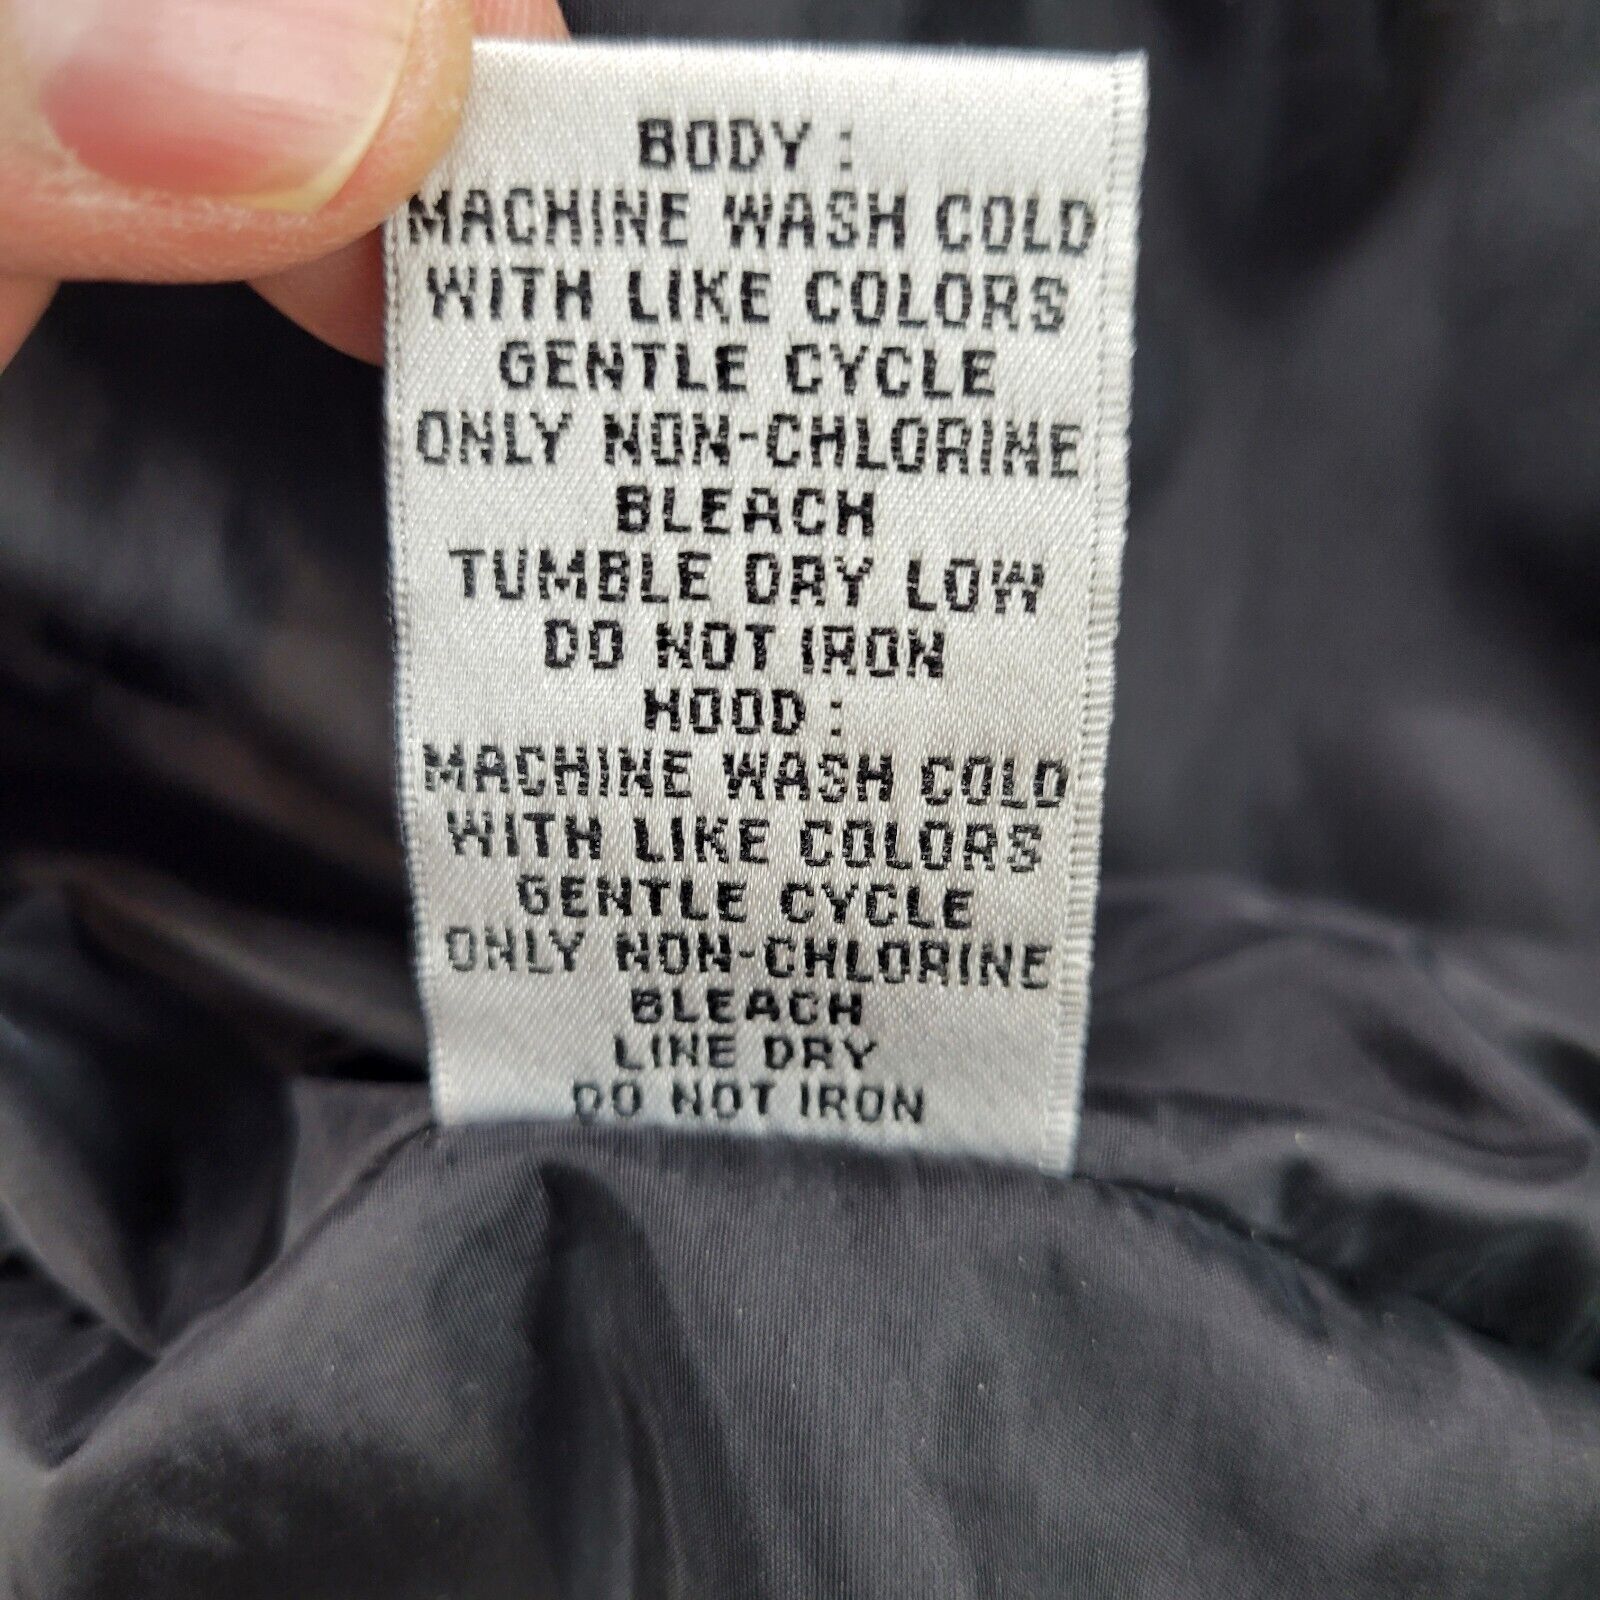 BODY :
MACHINE WASH COLD
WITH LIKE COLORS
GENTLE CYCLE
ONLY NON-CHLORINE
BLEACH
TUMBLE DRY LOW
DO NOT IRON
HOOD :
MACHINE WASH COLD
WITH LIKE COLORS
GENTLE CYCLE
ONLY NON-CHLORINE
BLEACH
LINE DRY
DO NOT IRON